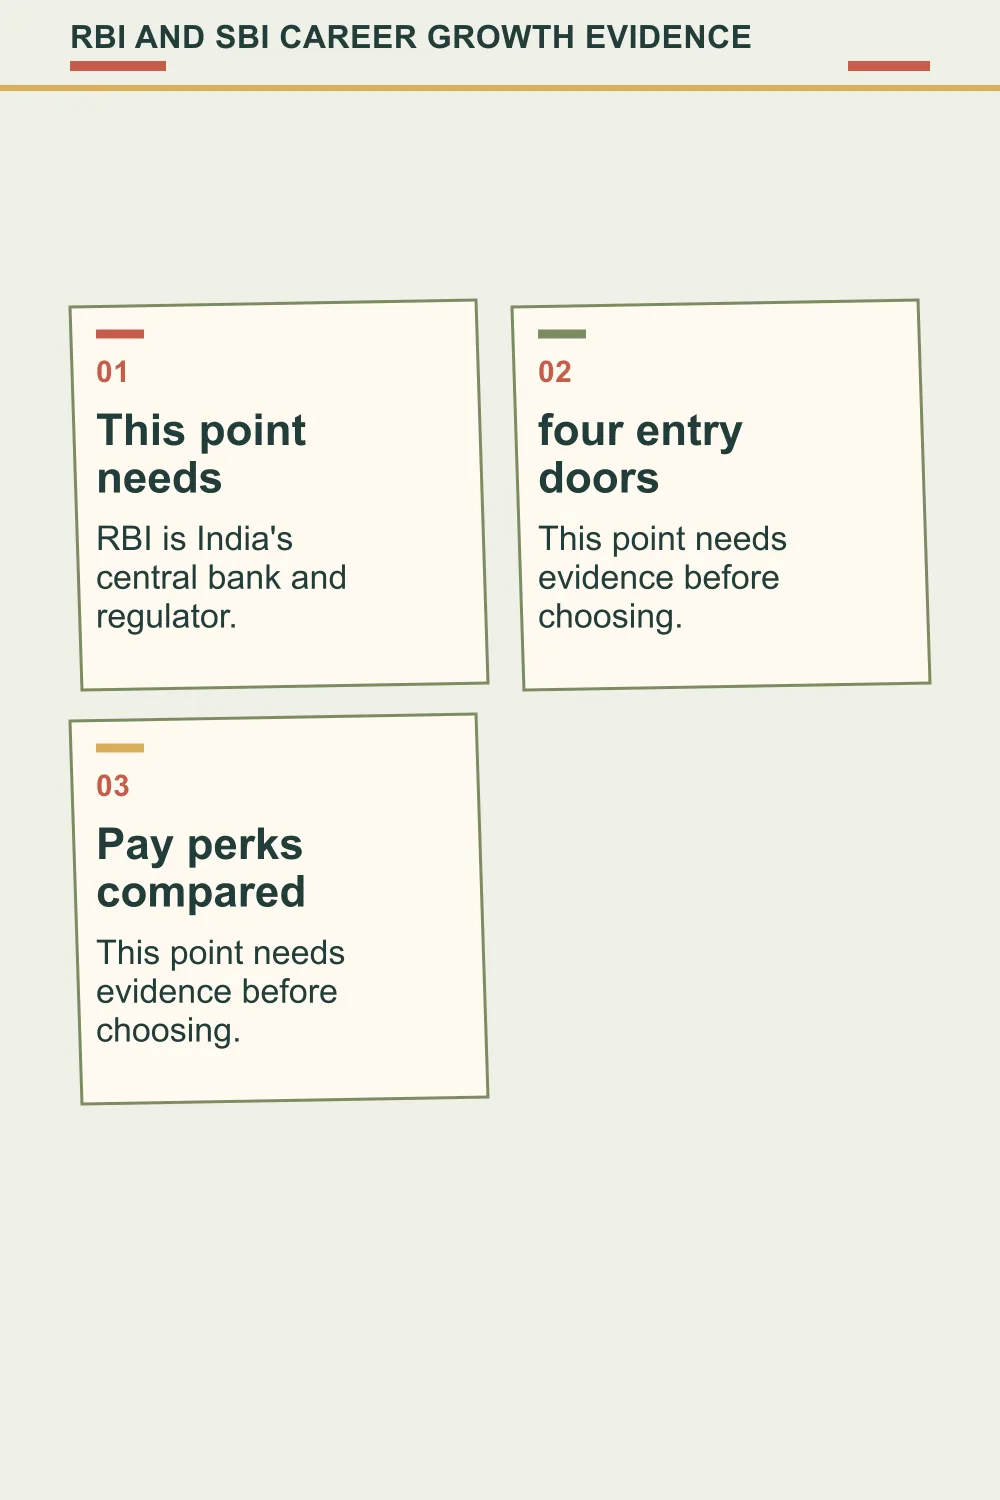 RBI AND SBI CAREER GROWTH EVIDENCE
01
This point
needs
RBI is India's
central bank and
regulator.
02
four entry
doors
This point needs
evidence before
choosing.
03
Pay perks
compared
This point needs
evidence before
choosing.